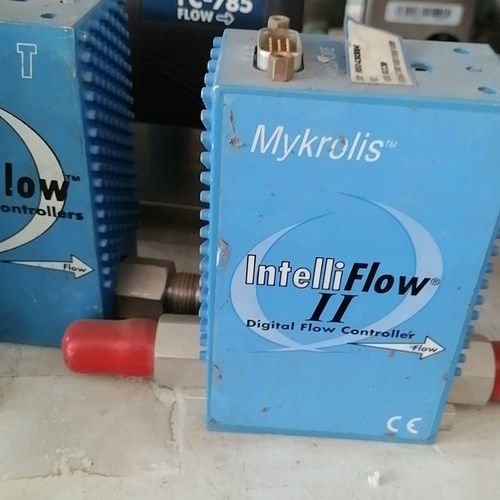 FC-785
FLOW
T
low™
ontrollers
Flow
Mykrolis™
IntelliFlow®
II
Digital Flow Controller
Flow
CE